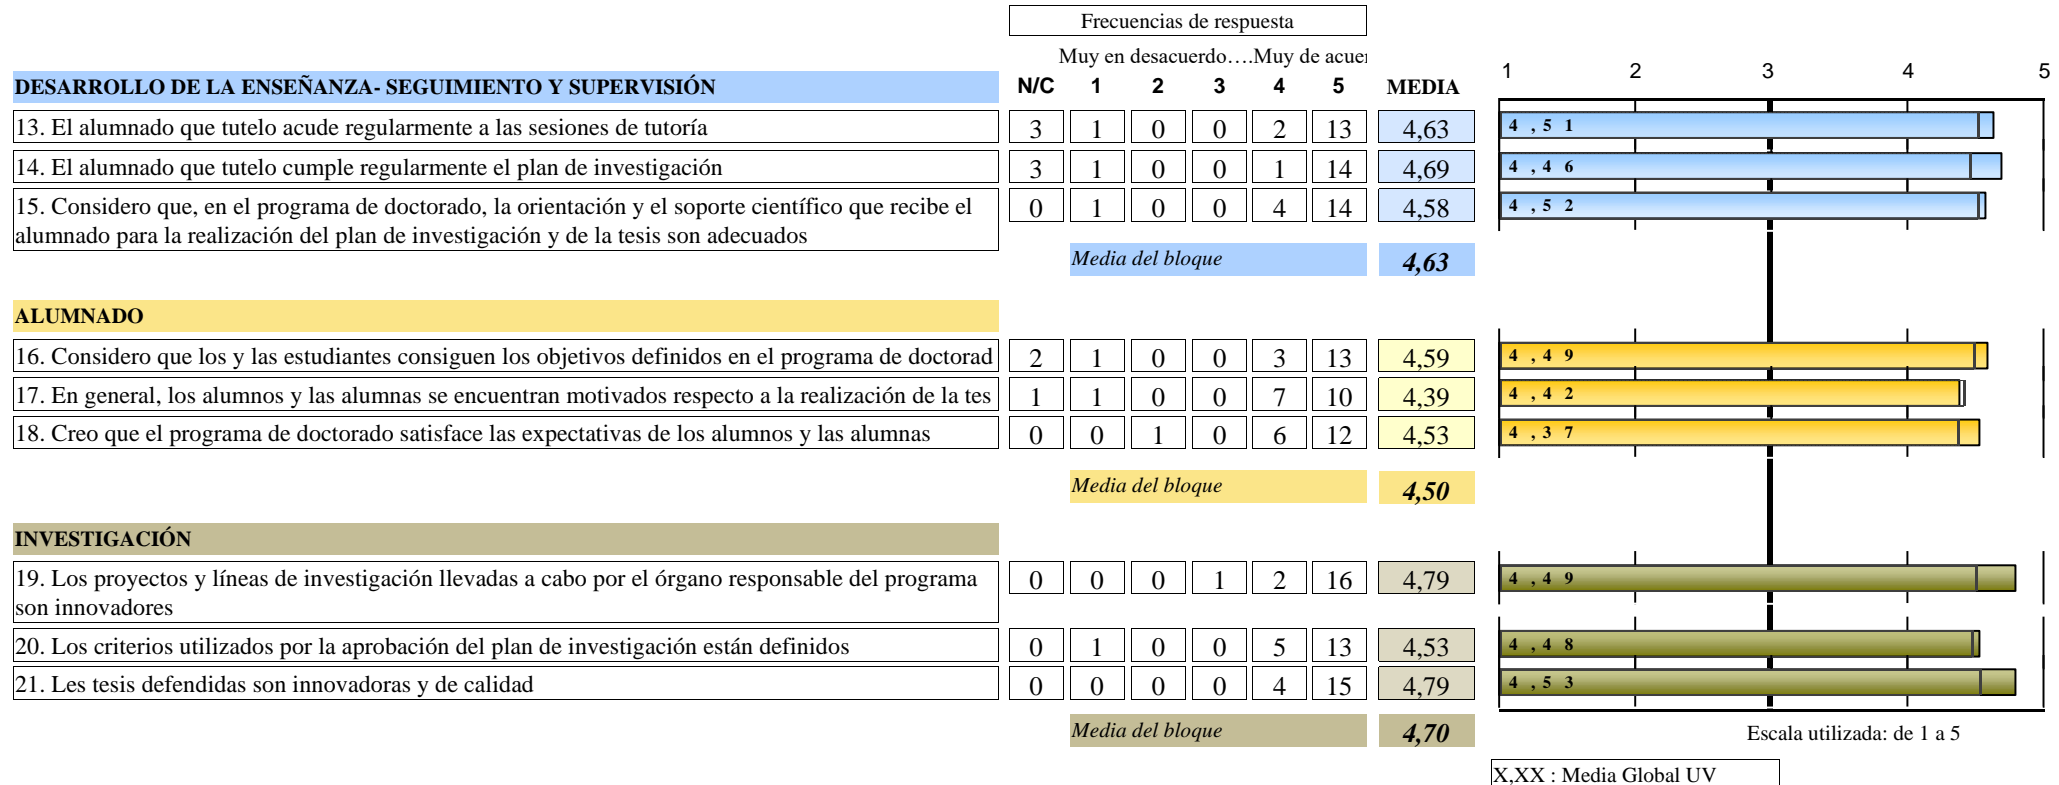 Frecuencias de respuesta
Muy en desacuerdo….Muy de acuer
DESARROLLO DE LA ENSEÑANZA- SEGUIMIENTO Y SUPERVISIÓN N/C 1 2 3 4 5 MEDIA 1 2 3 4 5
13. El alumnado que tutelo acude regularmente a las sesiones de tutoría 3 1 0 0 2 13 4,63 4,51
14. El alumnado que tutelo cumple regularmente el plan de investigación 3 1 0 0 1 14 4,69 4,46
15. Considero que, en el programa de doctorado, la orientación y el soporte científico que recibe el 0 1 0 0 4 14 4,58 4,52
alumnado para la realización del plan de investigación y de la tesis son adecuados
Media del bloque 4,63
ALUMNADO
16. Considero que los y las estudiantes consiguen los objetivos definidos en el programa de doctorad 2 1 0 0 3 13 4,59 4,49
17. En general, los alumnos y las alumnas se encuentran motivados respecto a la realización de la tes 1 1 0 0 7 10 4,39 4,42
18. Creo que el programa de doctorado satisface las expectativas de los alumnos y las alumnas 0 0 1 0 6 12 4,53 4,37
Media del bloque 4,50
INVESTIGACIÓN
19. Los proyectos y líneas de investigación llevadas a cabo por el órgano responsable del programa 0 0 0 1 2 16 4,79 4,49
son innovadores
20. Los criterios utilizados por la aprobación del plan de investigación están definidos 0 1 0 0 5 13 4,53 4,48
21. Les tesis defendidas son innovadoras y de calidad 0 0 0 0 4 15 4,79 4,53
Media del bloque 4,70
Escala utilizada: de 1 a 5
X,XX : Media Global UV